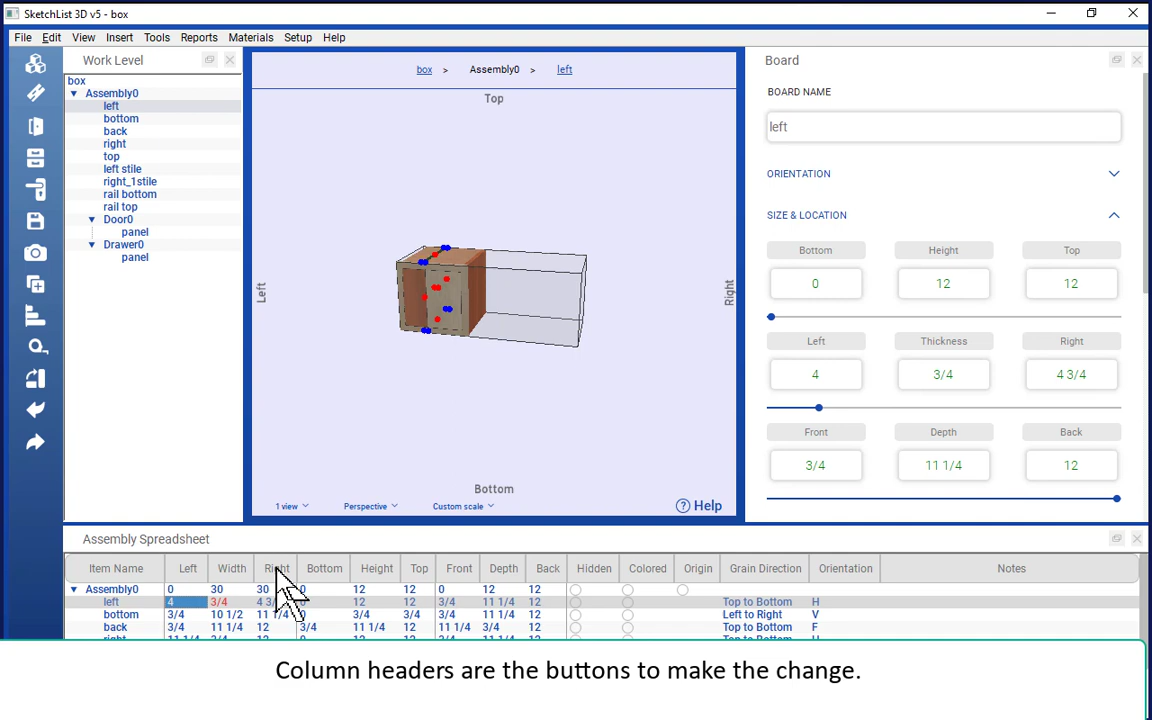 SketchList 3D v5 - box
File Edit View Insert Tools Reports Materials Setup Help
Work Level
box
Assembly0
left
bottom
back
right
top
left stile
right_1stile
rail bottom
rail top
Door0
panel
Drawer0
panel
box > Assembly0 > left
Top
Left
Right
Bottom
1 view Perspective Custom scale ? Help
Board
BOARD NAME
left
ORIENTATION
SIZE & LOCATION
Bottom Height Top
0 12 12
Left Thickness Right
4 3/4 4 3/4
Front Depth Back
3/4 11 1/4 12
Assembly Spreadsheet
Item Name Left Width Right Bottom Height Top Front Depth Back Hidden Colored Origin Grain Direction Orientation Notes
Assembly0 0 30 30 0 12 12 0 12 12
left 4 3/4 4 12 12 3/4 11 1/4 12 Top to Bottom H
bottom 3/4 10 1/2 11 1/4 0 3/4 3/4 3/4 11 1/4 12 Left to Right V
back 3/4 11 1/4 12 3/4 11 1/4 12 11 1/4 3/4 12 Top to Bottom F
Column headers are the buttons to make the change.